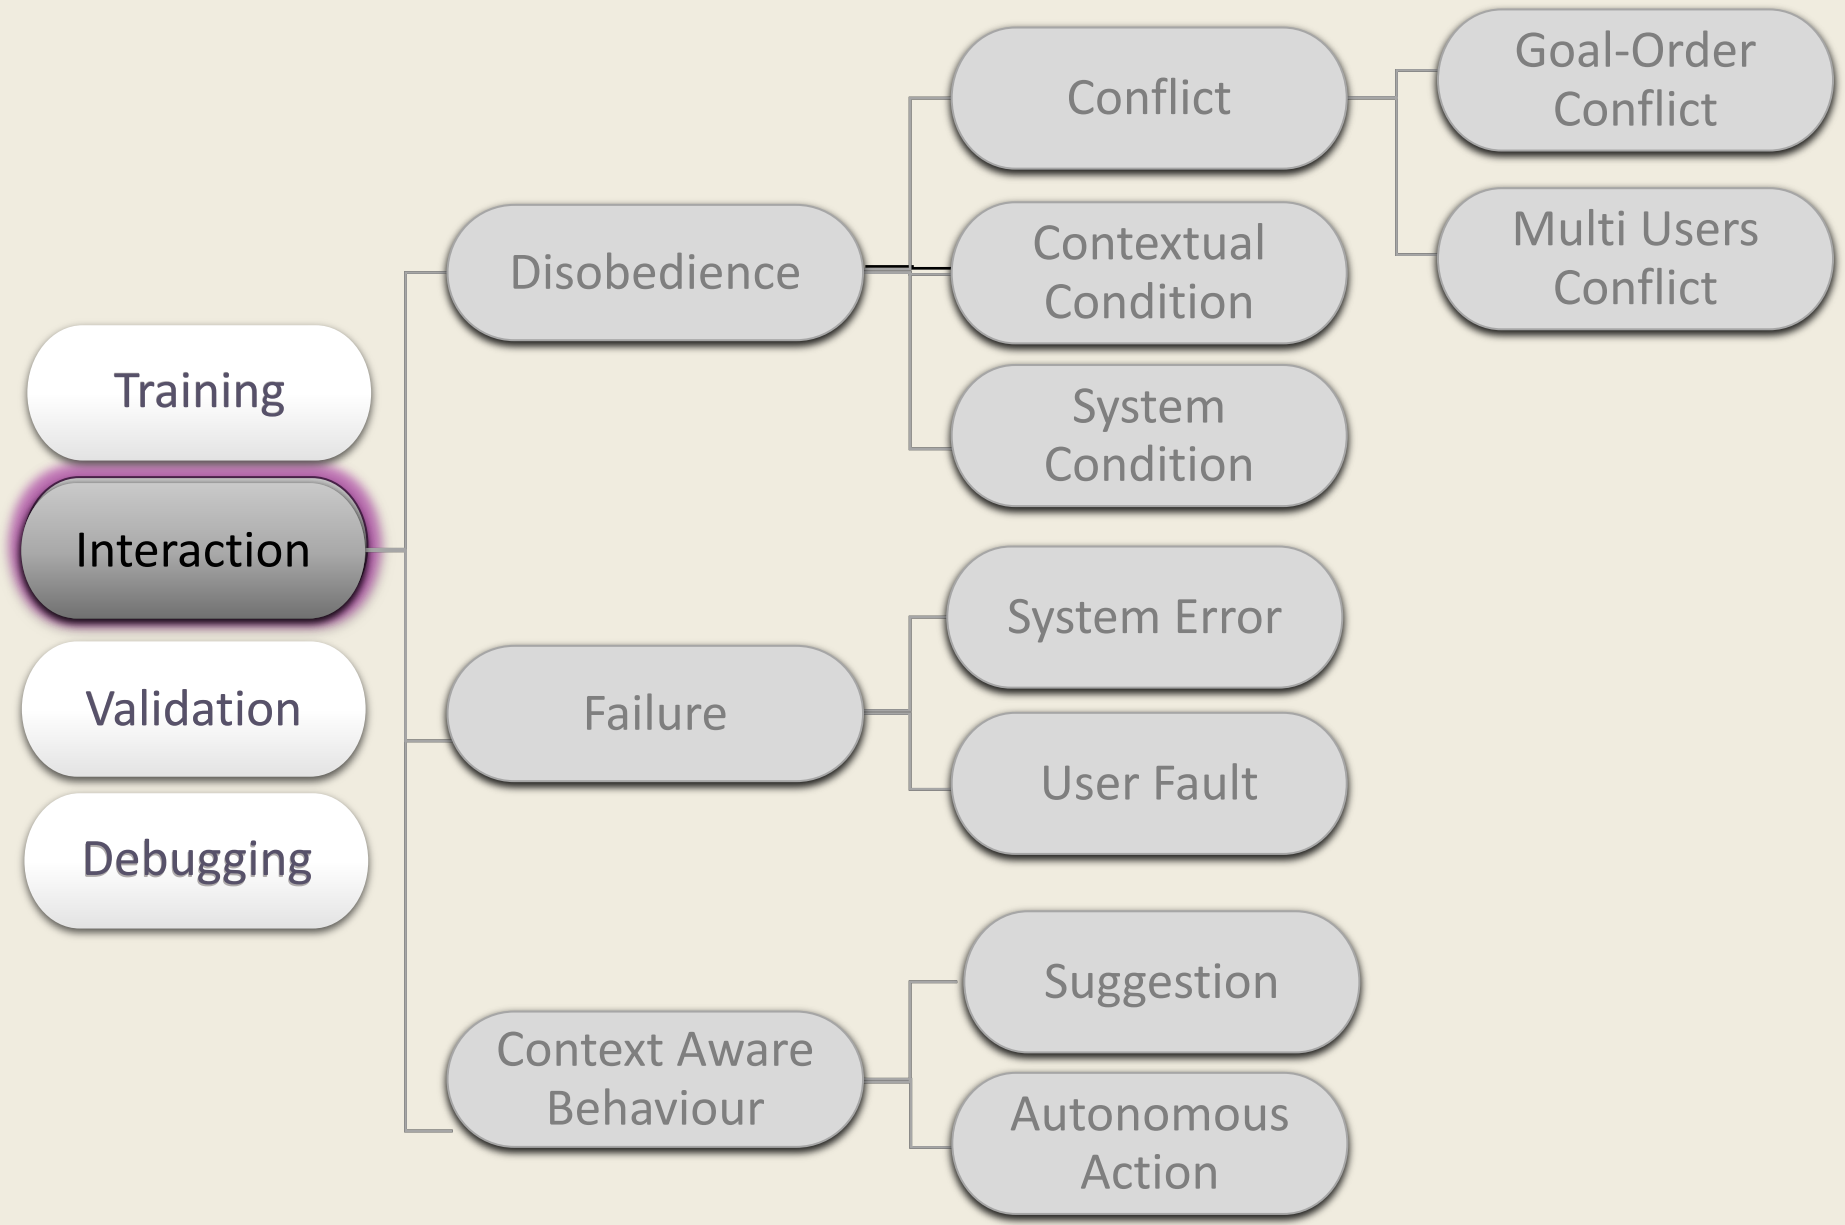 Training
Interaction
Validation
Debugging
Disobedience
Failure
Context Aware
Behaviour
Conflict
Contextual
Condition
System
Condition
System Error
User Fault
Suggestion
Autonomous
Action
Goal-Order
Conflict
Multi Users
Conflict